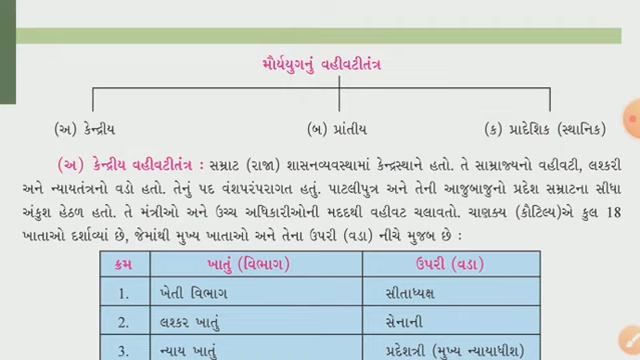 મૌર્યયુગનું વહીવટીતંત્ર
(અ) કેન્દ્રીય (બ) પ્રાંતીય (ક) પ્રાદેશિક (સ્થાનિક)
(અ) કેન્દ્રીય વહીવટીતંત્ર : સમ્રાટ (રાજા) શાસનવ્યવસ્થામાં કેન્દ્રસ્થાને હતો. તે સામ્રાજ્યનો વહીવટી, લશ્કરી
અને ન્યાયતંત્રનો વડો હતો. તેનું પદ વંશપરંપરાગત હતું. પાટલીપુત્ર અને તેની આજુબાજુનો પ્રદેશ સમ્રાટના સીધા
અંકુશ હેઠળ હતો. તે મંત્રીઓ અને ઉચ્ચ અધિકારીઓની મદદથી વહીવટ ચલાવતો. ચાણક્ય (કૌટિલ્ય)એ કુલ 18
ખાતાઓ દર્શાવ્યાં છે, જેમાંથી મુખ્ય ખાતાઓ અને તેના ઉપરી (વડા) નીચે મુજબ છે :
ક્રમ ખાતું (વિભાગ) ઉપરી (વડા)
1. ખેતી વિભાગ સીતાધ્યક્ષ
2. લશ્કર ખાતું સેનાની
3. ન્યાય ખાતું પ્રદેશત્રી (મુખ્ય ન્યાયાધીશ)